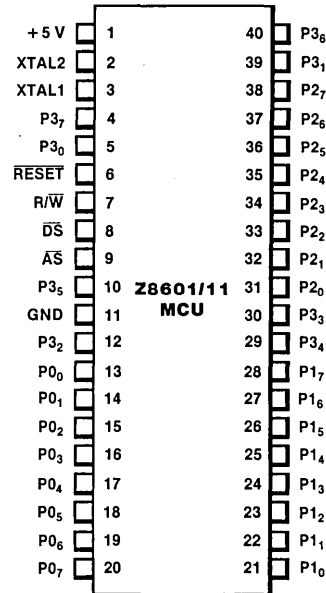 +5 V 1 40 P3₆
XTAL2 2 39 P3₁
XTAL1 3 38 P2₇
P3₇ 4 37 P2₆
P3₀ 5 36 P2₅
RESET 6 35 P2₄
R/W 7 34 P2₃
DS 8 33 P2₂
AS 9 32 P2₁
P3₅ 10 Z8601/11 31 P2₀
GND 11 MCU 30 P3₃
P3₂ 12 29 P3₄
P0₀ 13 28 P1₇
P0₁ 14 27 P1₆
P0₂ 15 26 P1₅
P0₃ 16 25 P1₄
P0₄ 17 24 P1₃
P0₅ 18 23 P1₂
P0₆ 19 22 P1₁
P0₇ 20 21 P1₀